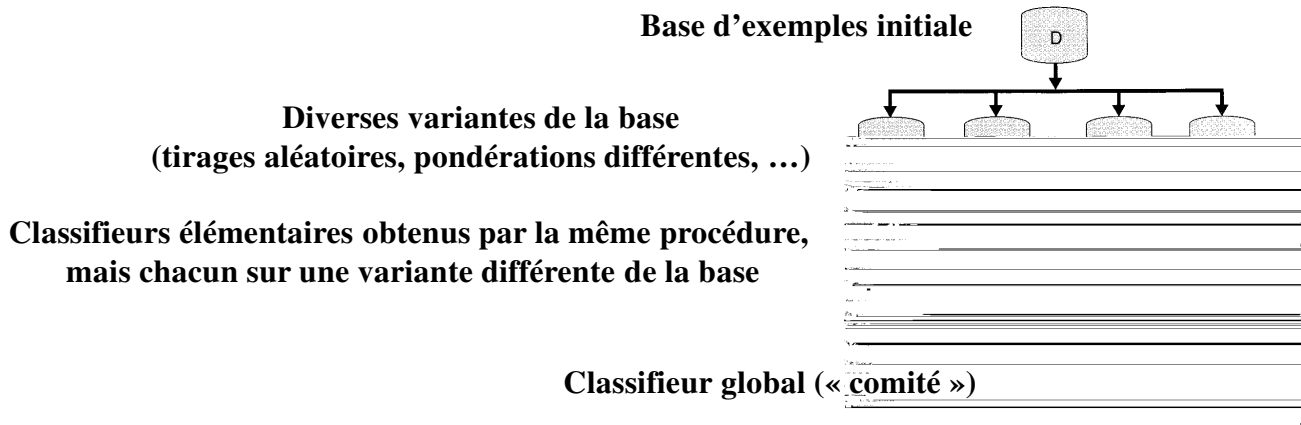 Base d’exemples initiale
D
Diverses variantes de la base
(tirages aléatoires, pondérations différentes, …)
Classifieurs élémentaires obtenus par la même procédure,
mais chacun sur une variante différente de la base
Classifieur global (« comité »)